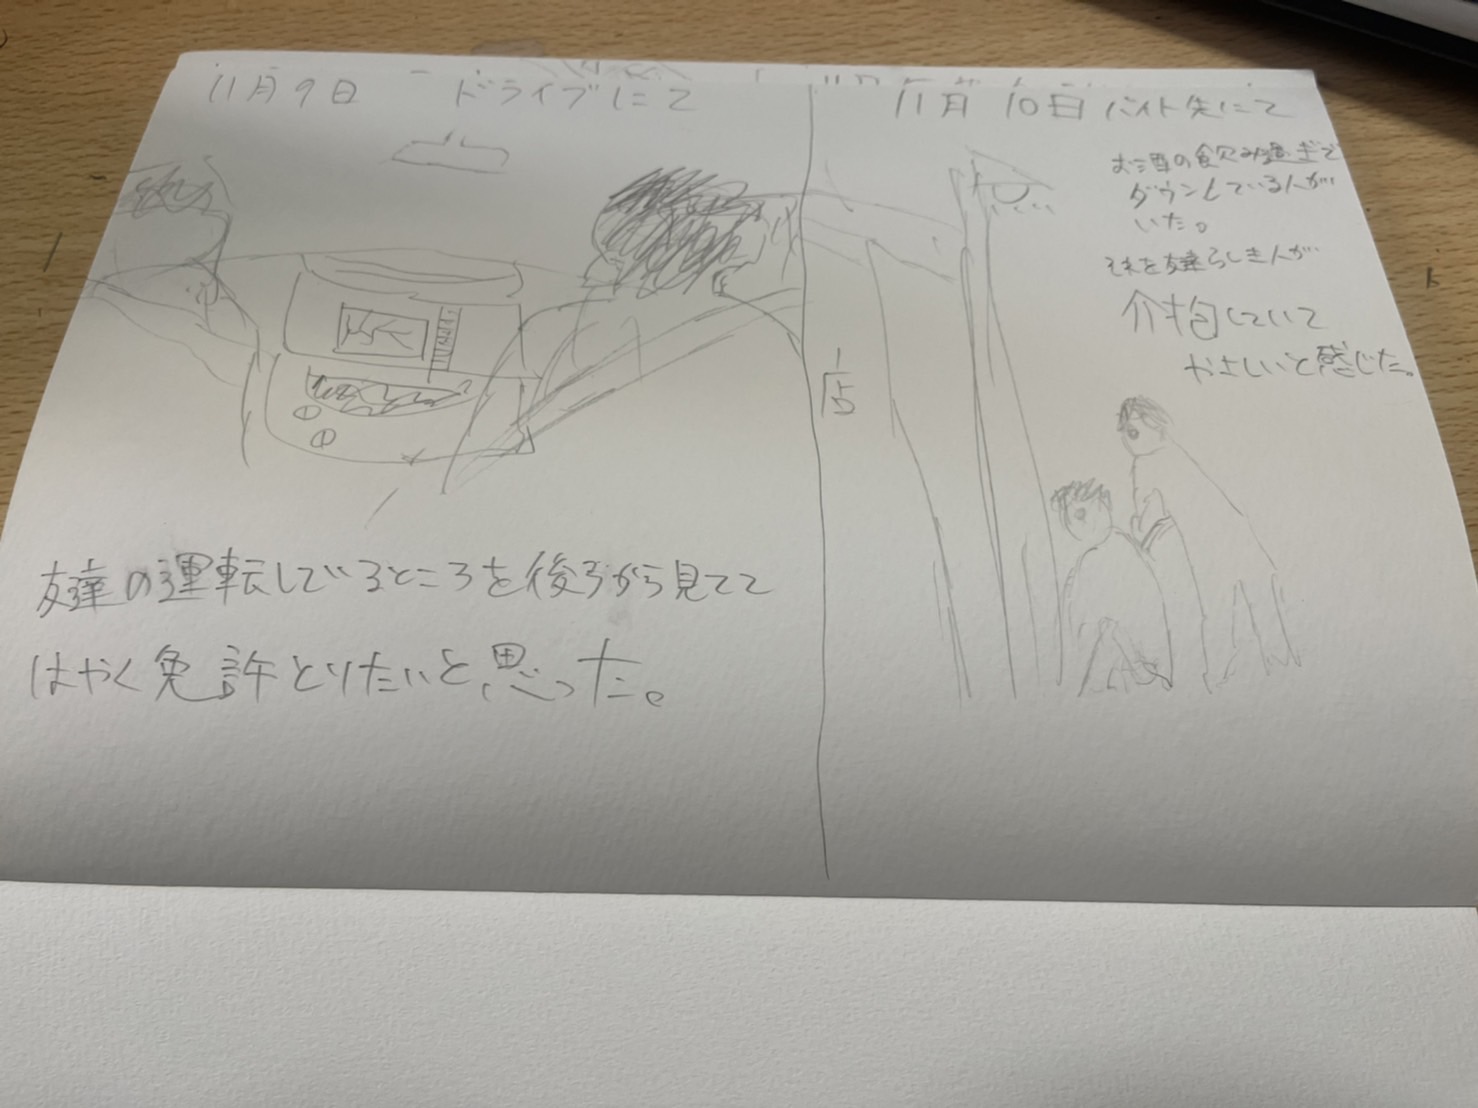 11月9日 ドライブにて
友達の運転しているところを後ろから見てて
はやく免許とりたいと思った。
11月10日 バイト先にて
お酒の飲み過ぎで
ダウンしている人が
いた。
それを友達らしき人が
介抱していて
やさしいと感じた。